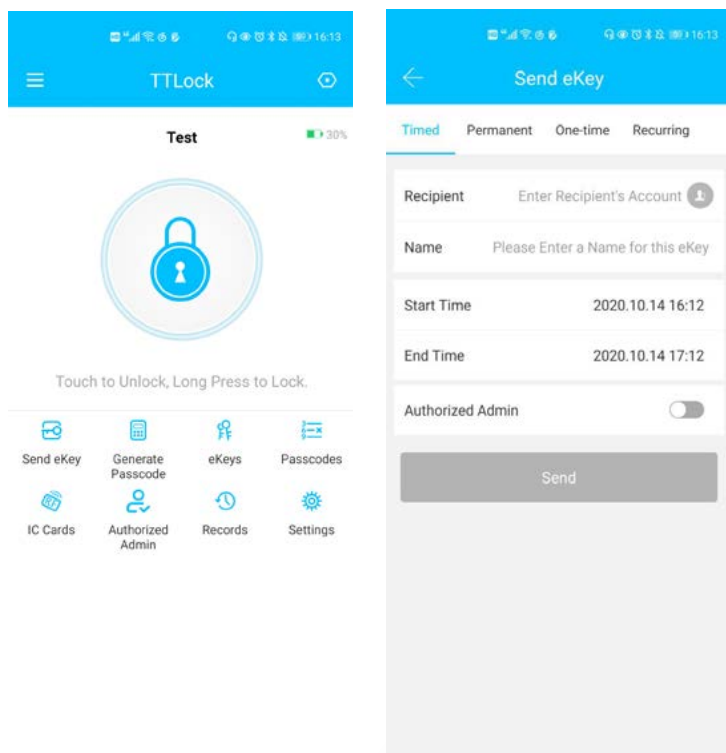 16:13
TTLock
Test
30%
Touch to Unlock, Long Press to Lock.
Send eKey
Generate
Passcode
eKeys
Passcodes
IC Cards
Authorized
Admin
Records
Settings
16:13
Send eKey
Timed Permanent One-time Recurring
Recipient Enter Recipient's Account
Name Please Enter a Name for this eKey
Start Time 2020.10.14 16:12
End Time 2020.10.14 17:12
Authorized Admin
Send